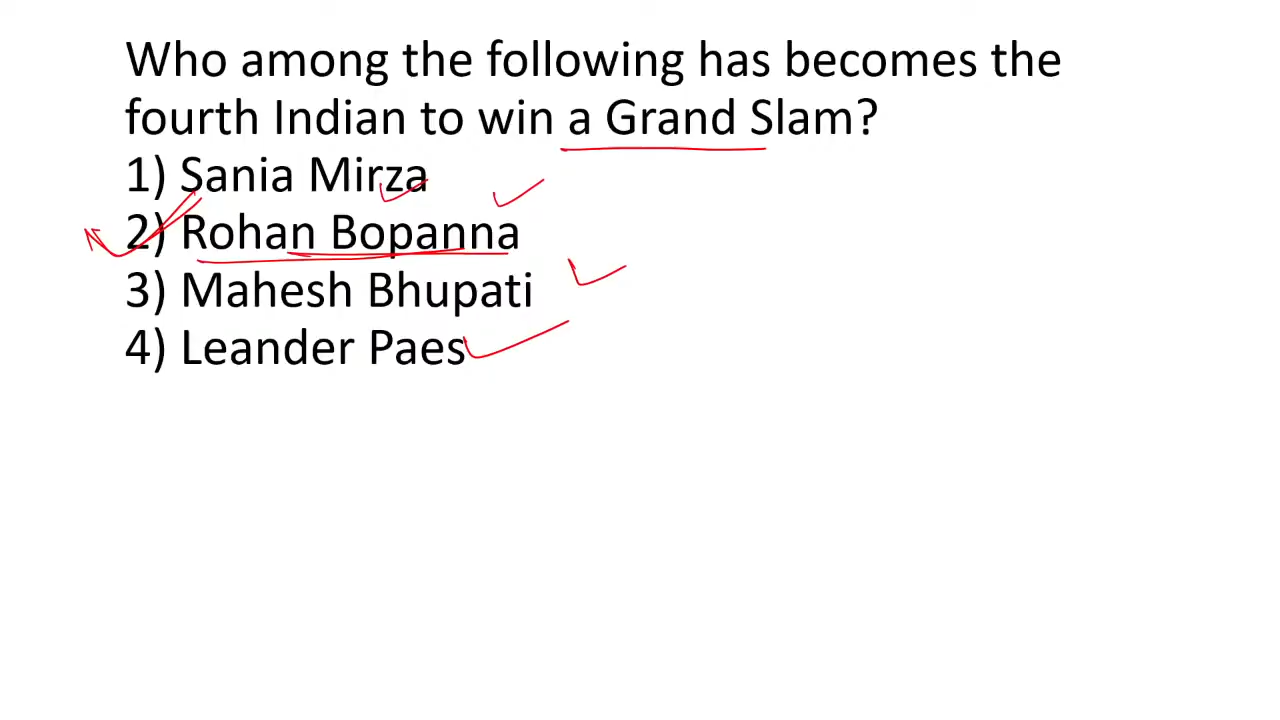 Who among the following has becomes the
fourth Indian to win a Grand Slam?
1) Sania Mirza
2) Rohan Bopanna
3) Mahesh Bhupati
4) Leander Paes